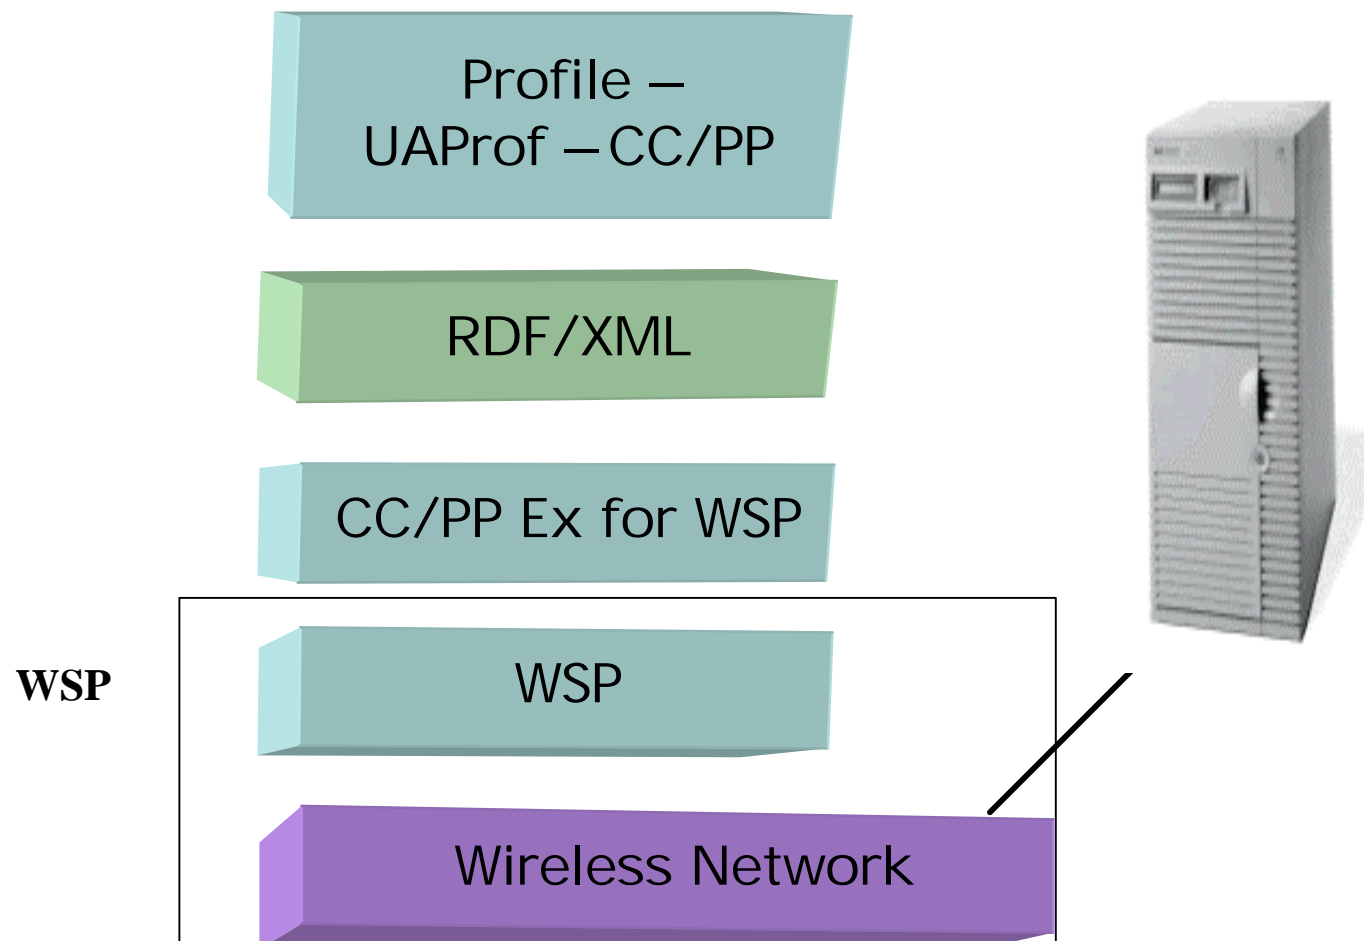 Profile –
UAProf – CC/PP
RDF/XML
CC/PP Ex for WSP
WSP
WSP
Wireless Network